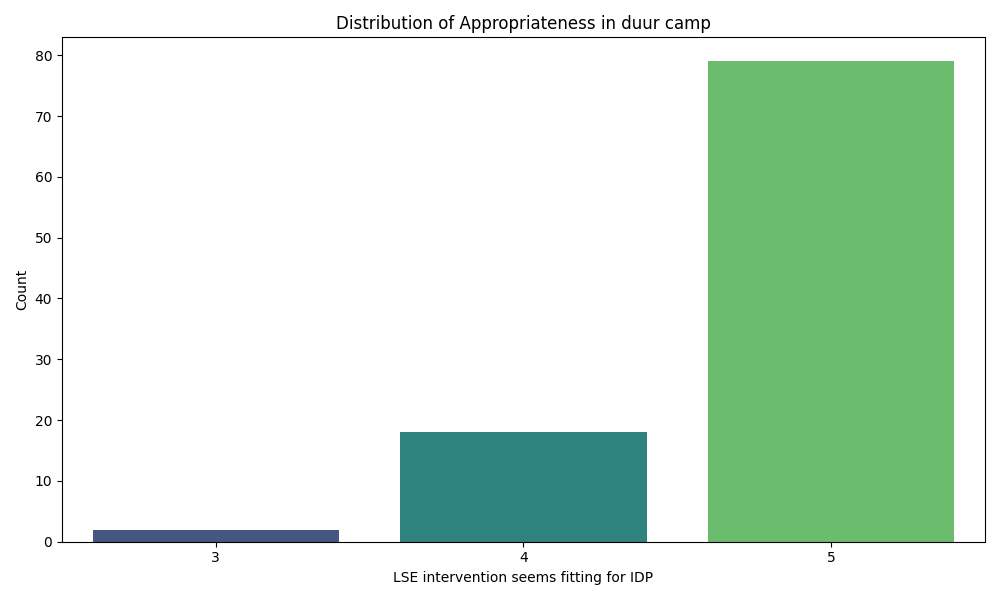 Distribution of Appropriateness in duur camp
Count
80
70
60
50
40
30
20
10
0
3 4 5
LSE intervention seems fitting for IDP